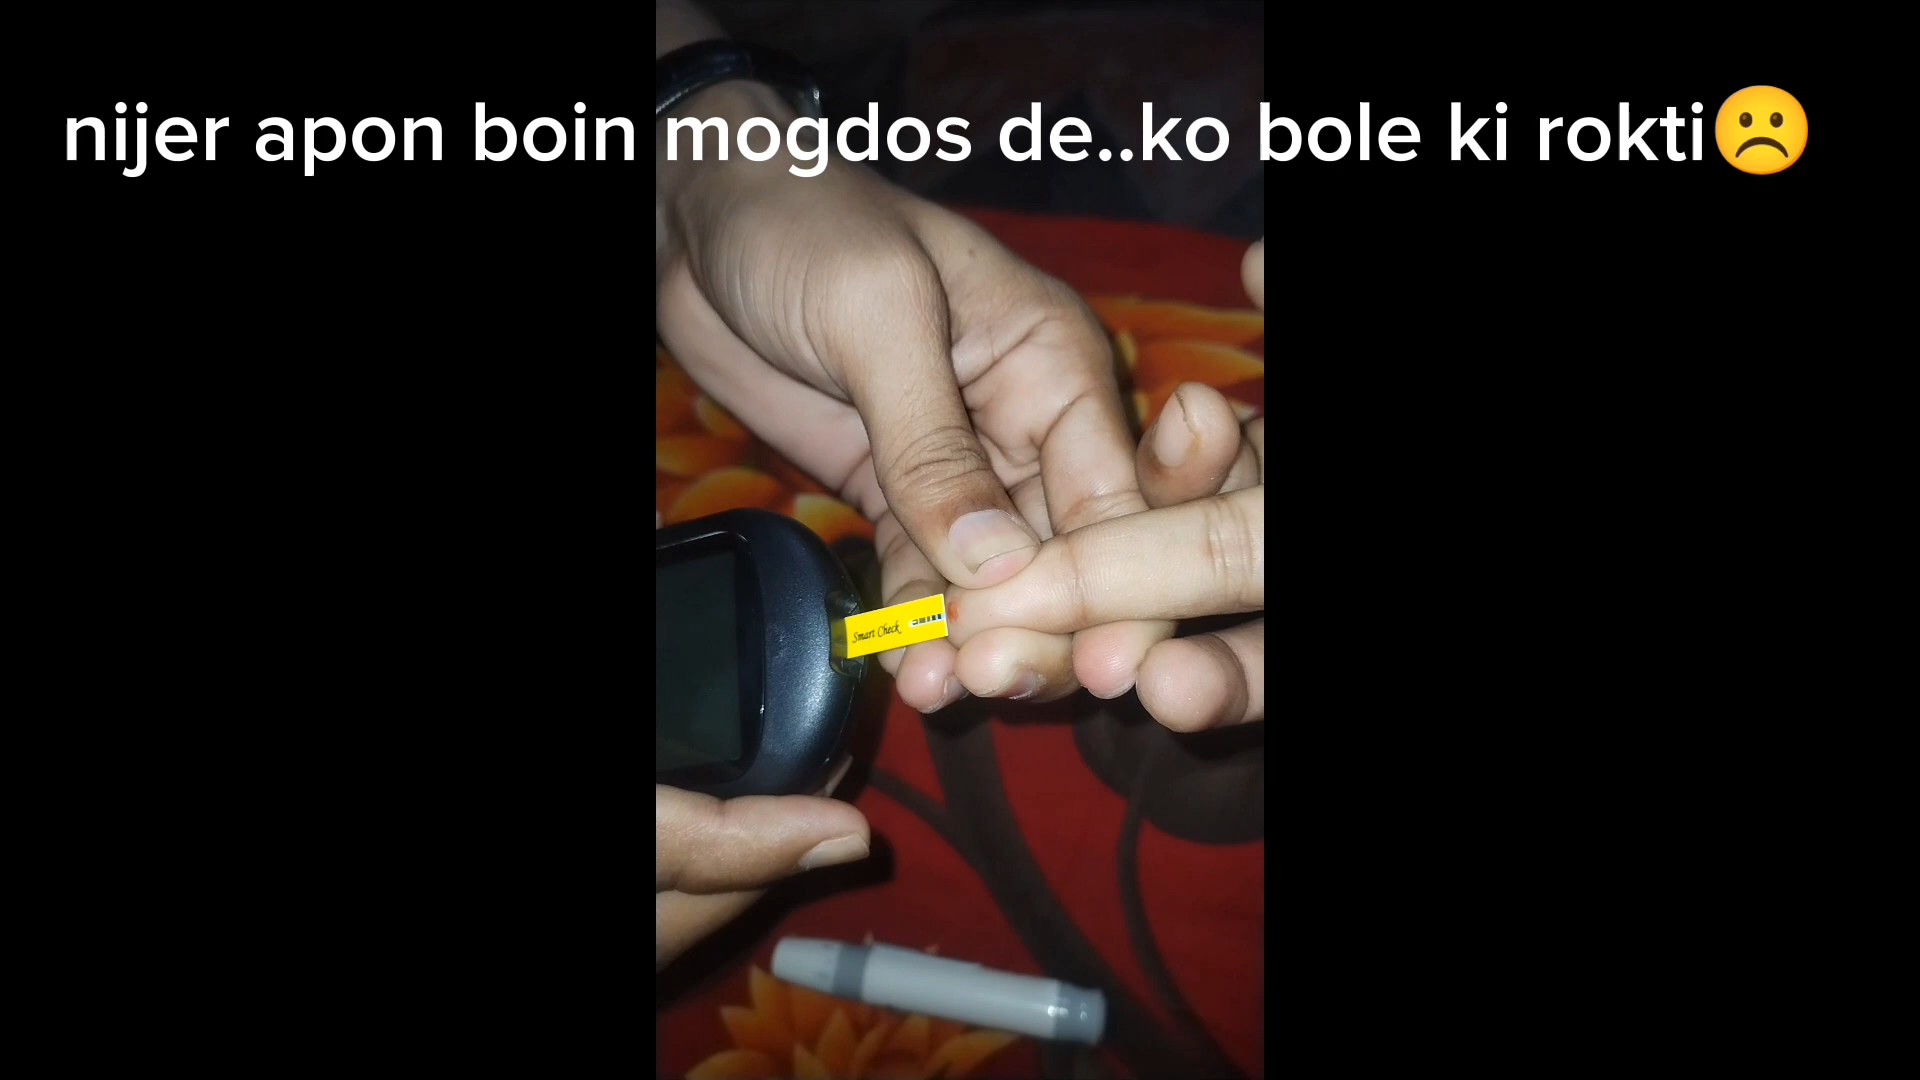 nijer apon boin mogdos de..ko bole ki rokti☹️
Smart Check